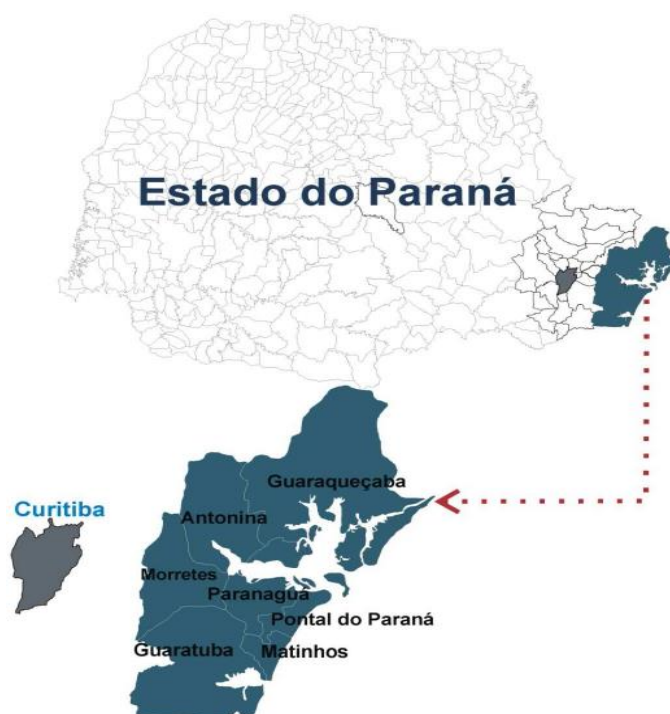 Estado do Paraná
Guaraqueçaba
Curitiba
Antonina
Morretes
Paranaguá
Pontal do Paraná
Guaratuba
Matinhos